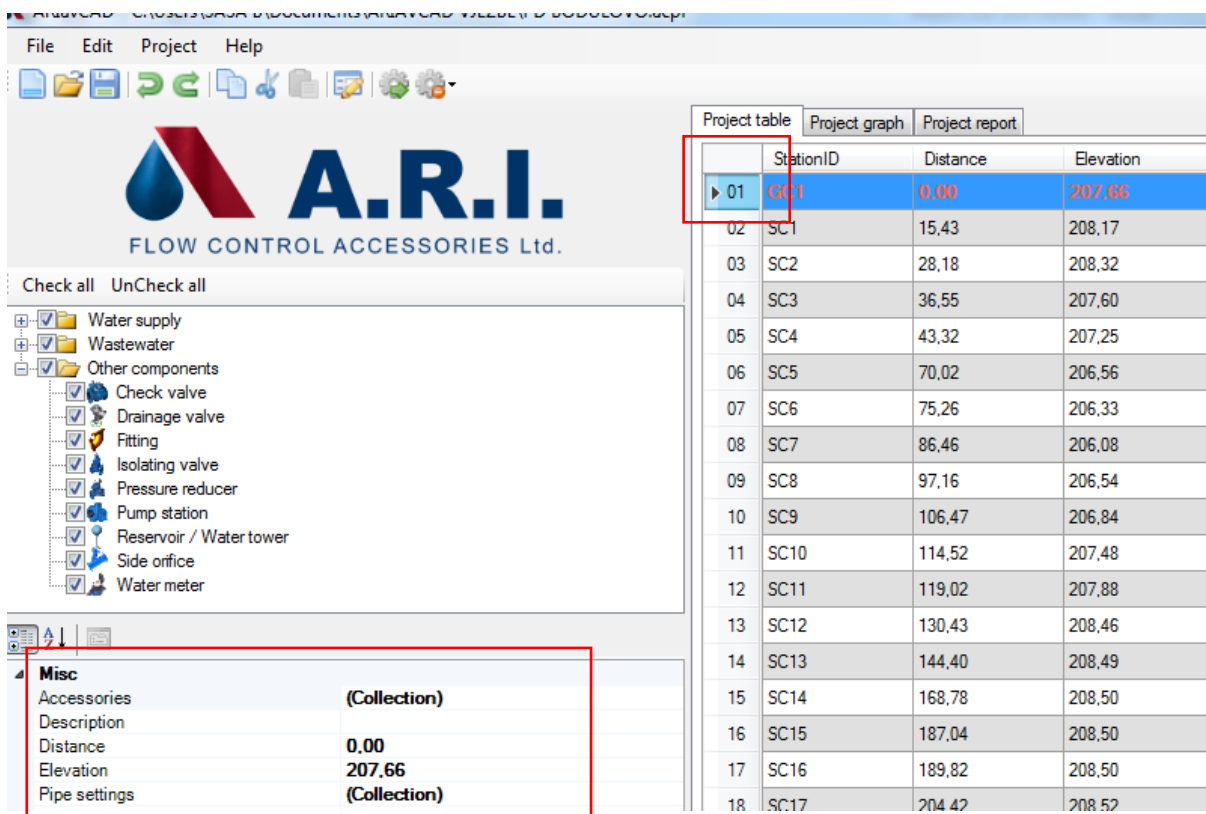 File Edit Project Help
A.R.I.
FLOW CONTROL ACCESSORIES Ltd.
Check all UnCheck all
Water supply
Wastewater
Other components
Check valve
Drainage valve
Fitting
Isolating valve
Pressure reducer
Pump station
Reservoir / Water tower
Side orifice
Water meter
Misc
Accessories (Collection)
Description
Distance 0,00
Elevation 207,66
Pipe settings (Collection)
Project table Project graph Project report
StationID Distance Elevation
01 GC1 0,00 207,66
02 SC1 15,43 208,17
03 SC2 28,18 208,32
04 SC3 36,55 207,60
05 SC4 43,32 207,25
06 SC5 70,02 206,56
07 SC6 75,26 206,33
08 SC7 86,46 206,08
09 SC8 97,16 206,54
10 SC9 106,47 206,84
11 SC10 114,52 207,48
12 SC11 119,02 207,88
13 SC12 130,43 208,46
14 SC13 144,40 208,49
15 SC14 168,78 208,50
16 SC15 187,04 208,50
17 SC16 189,82 208,50
18 SC17 204,42 208,52